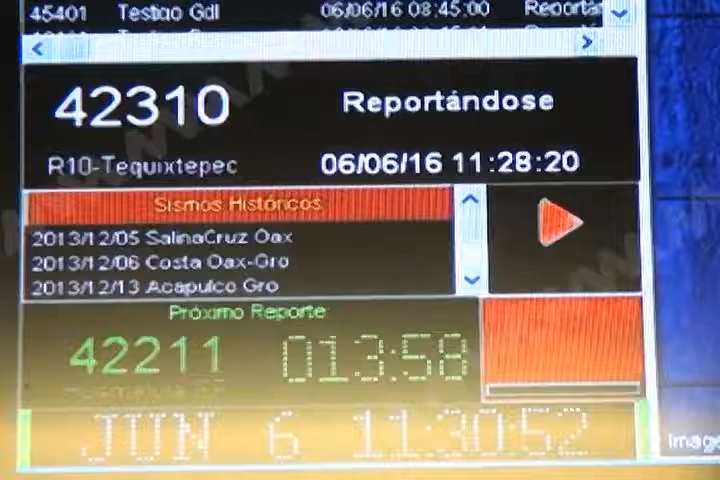 45401 Testigo Gdl 06/06/16 08:45:00
42310 Reportándose
R10-Tequixtepec 06/06/16 11:28:20
Sismos Históricos
2013/12/05 SalinaCruz Oax
2013/12/06 Costa Oax-Gro
2013/12/13 Acapulco Gro
Próximo Reporte
42211 013:58
JUN 6 11:30:52